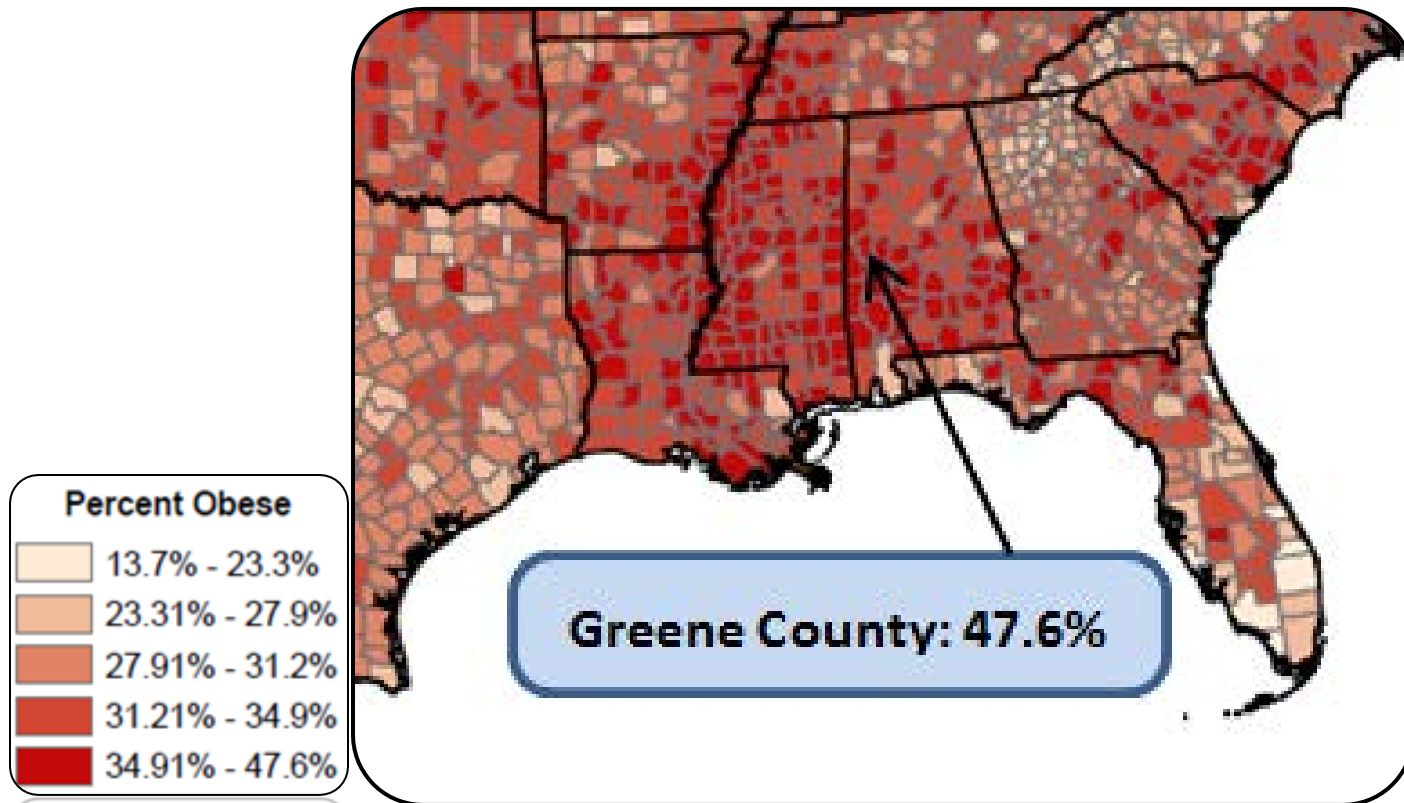 Percent Obese
13.7% - 23.3%
23.31% - 27.9%
27.91% - 31.2%
31.21% - 34.9%
34.91% - 47.6%
Greene County: 47.6%